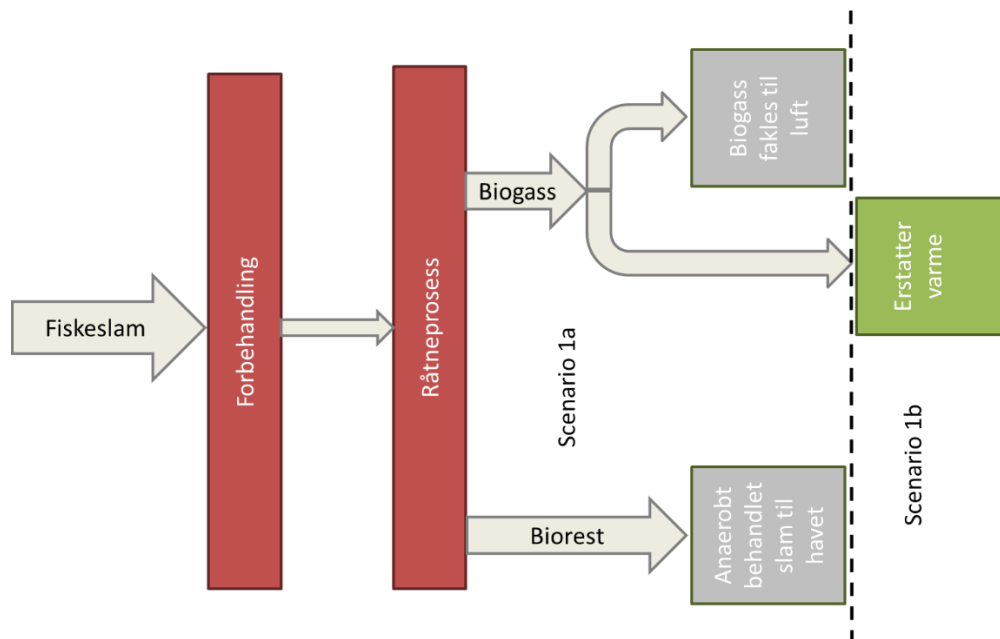 Fiskeslam
Forbehandling
Råtneprosess
Biogass
Biorest
Scenario 1a
Biogass
fakles til
luft
Anaerobt
behandlet
slam til
havet
Erstatter
varme
Scenario 1b